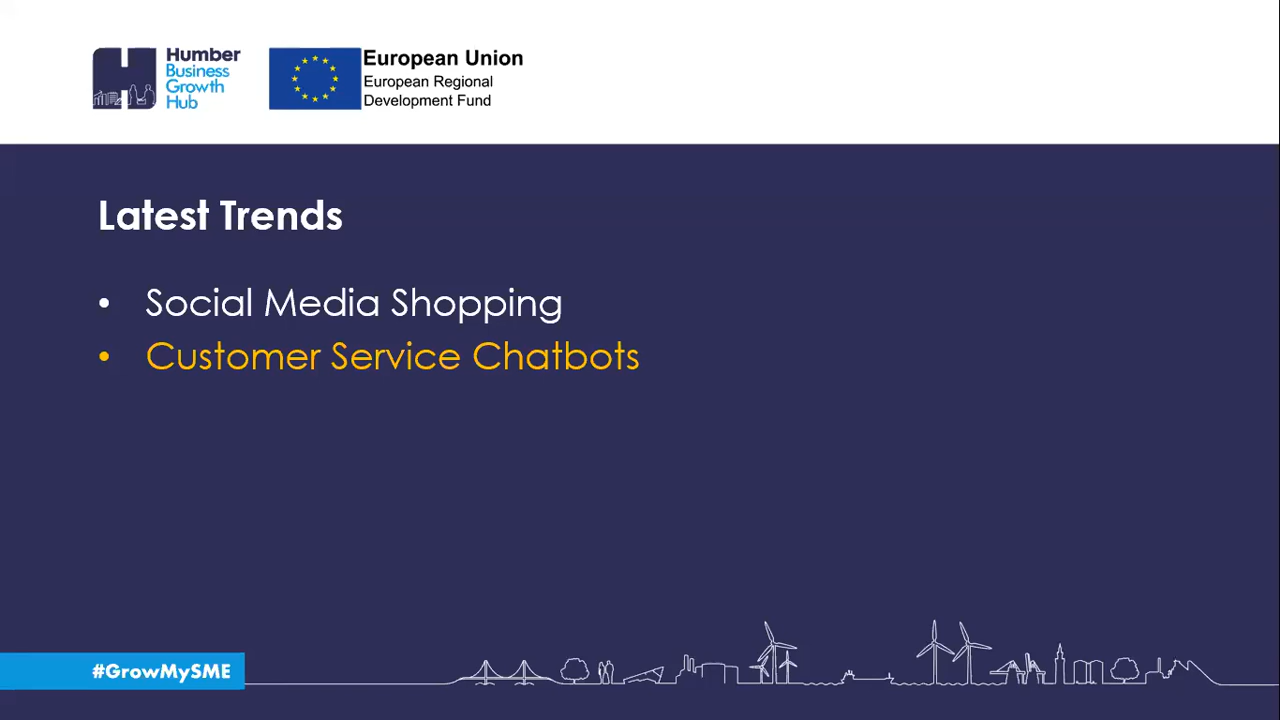 Humber
Business
Growth
Hub
European Union
European Regional
Development Fund
Latest Trends
• Social Media Shopping
• Customer Service Chatbots
#GrowMySME